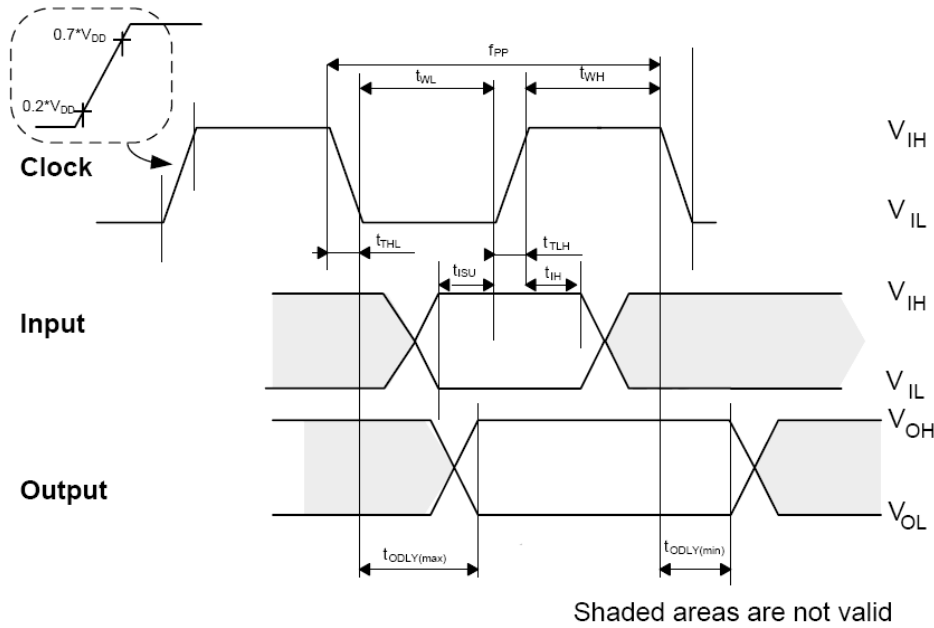 0.7*VDD
0.2*VDD
fPP
tWL
tWH
VIH
Clock
VIL
tTHL
tTLH
tISU
tIH
VIH
Input
VIL
VOH
Output
VOL
tODLY(max)
tODLY(min)
Shaded areas are not valid